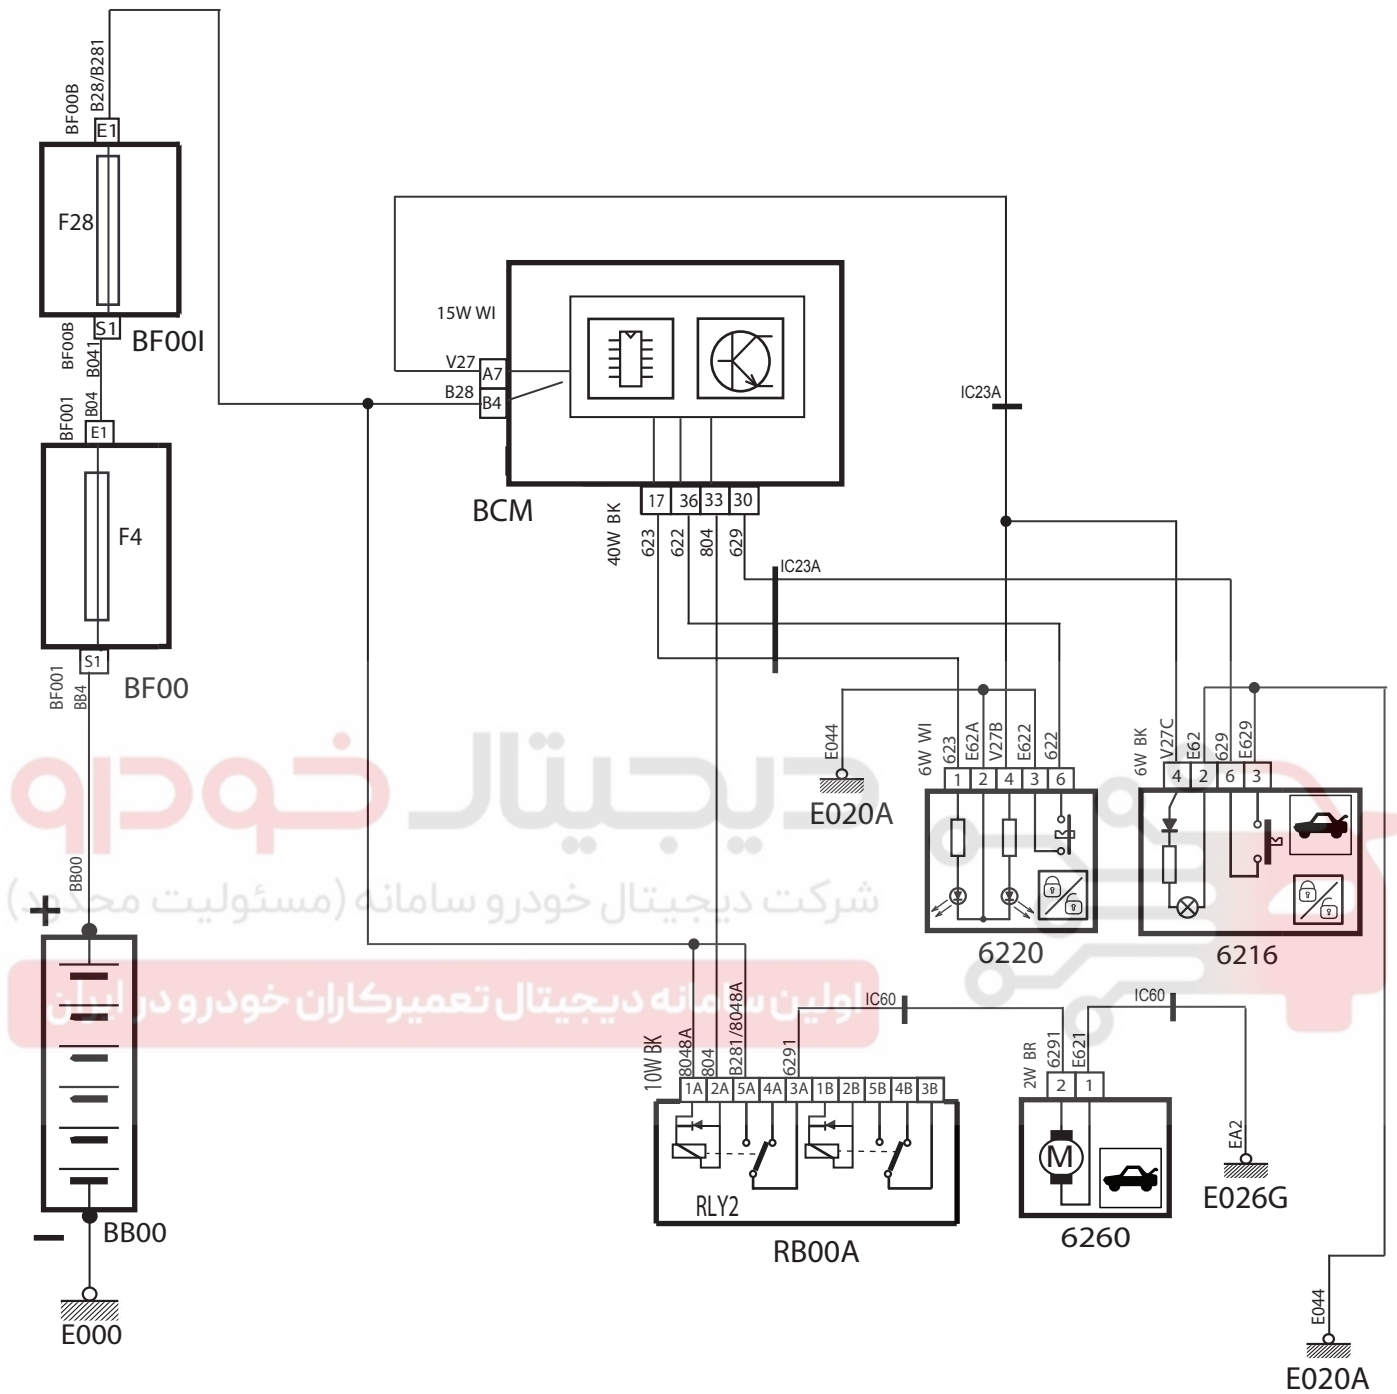 B28/B281
BF00B
E1
F28
S1
BF00I
BF00B
B041
B04
BF001
E1
F4
S1
BF00
BF001
BB4
BB00
+
−
BB00
E000
15W WI
V27
A7
B28
B4
BCM
17 36 33 30
40W BK
623
622
804
629
IC23A
IC23A
E044
E020A
6W WI
623
E62A
V27B
E622
622
1 2 4 3 6
6220
6W BK
V27C
E62
629
E629
4 2 6 3
6216
دیجیتال خودرو
شرکت دیجیتال خودرو سامانه (مسئولیت محدود)
اولین سامانه دیجیتال تعمیرکاران خودرو در ایران
10W BK
8048A
804
B281/8048A
6291
1A 2A 5A 4A 3A 1B 2B 5B 4B 3B
RLY2
RB00A
IC60
2W BR
6291
E621
2 1
M
6260
IC60
EA2
E026G
E044
E020A